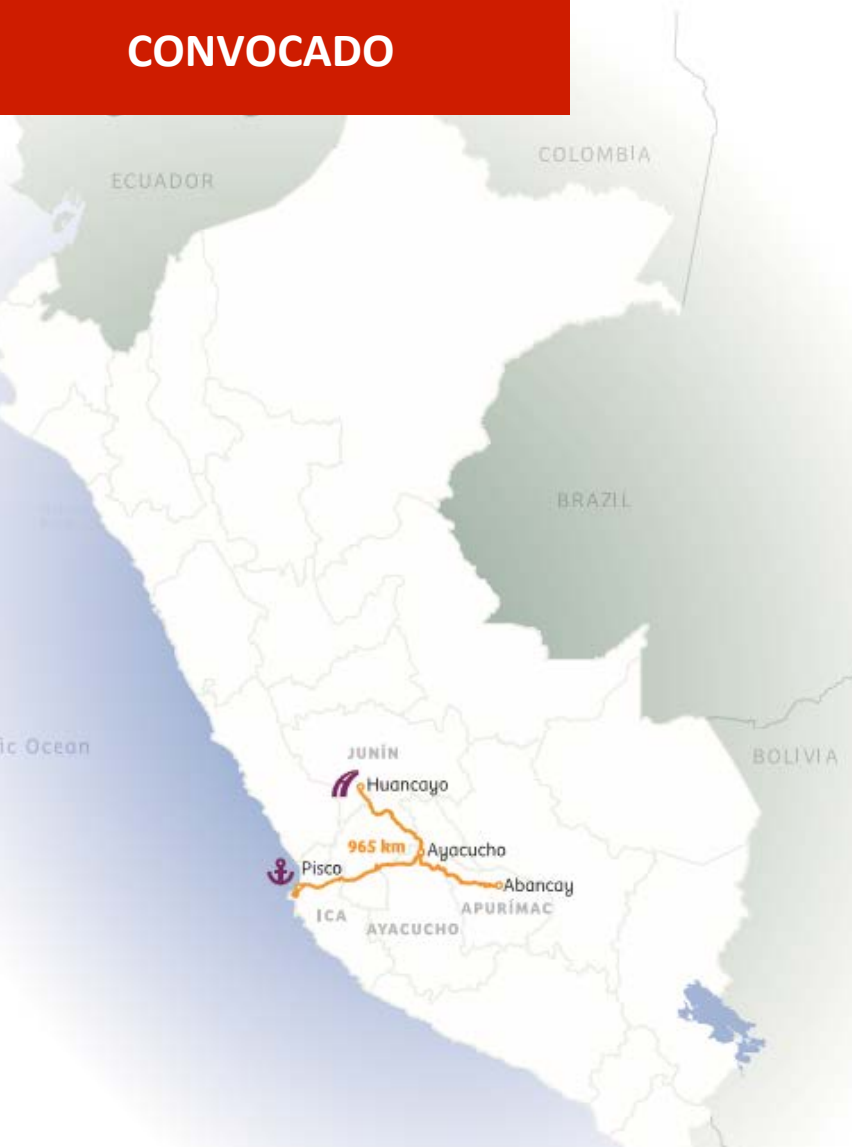 CONVOCADO
COLOMBIA
ECUADOR
BRAZIL
ic Ocean
JUNÍN
BOLIVIA
Huancayo
965 km
Ayacucho
Pisco
Abancay
ICA
APURÍMAC
AYACUCHO